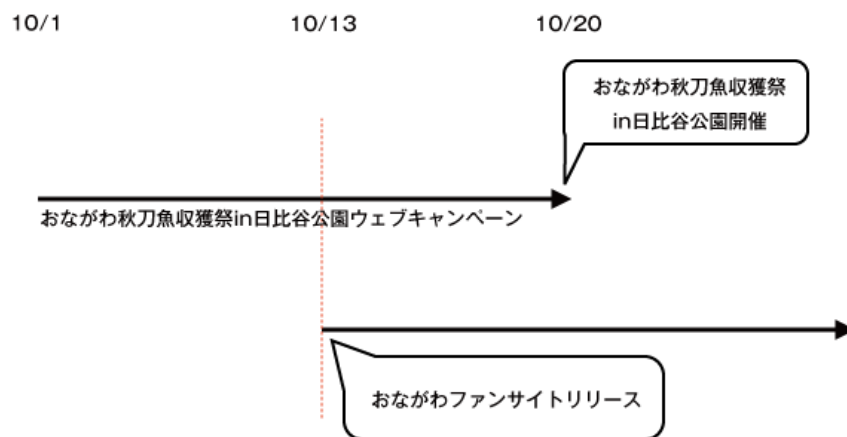 10/1
10/13
10/20
おながわ秋刀魚収獲祭
in日比谷公園開催
おながわ秋刀魚収獲祭in日比谷公園ウェブキャンペーン
おながわファンサイトリリース